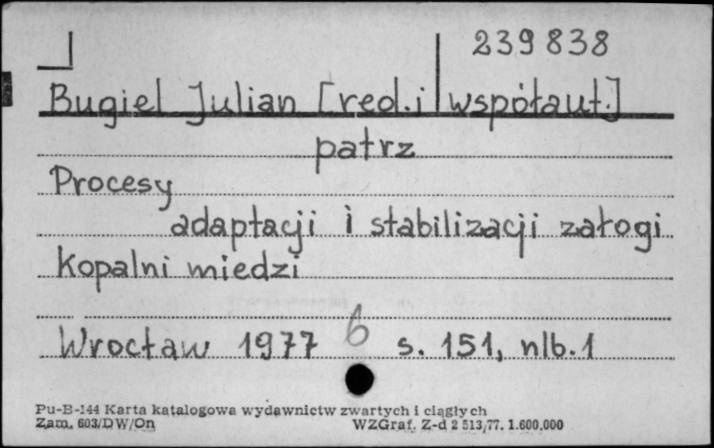 239 838
Bugiel Julian [red. i współaut.]
patrz
Procesy
adaptacji i stabilizacji załogi
kopalni miedzi
Wrocław 1977 6 s. 151, nlb. 1
Pu-B-144 Karta katalogowa wydawnictw zwartych i ciągłych
Zam. 603/DW/On WZGraf. Z-d 2 513/77. 1.600.000